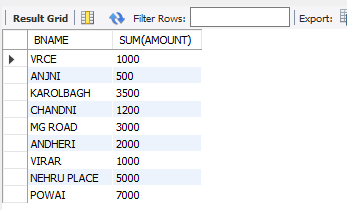 Result Grid Filter Rows: Export:
BNAME SUM(AMOUNT)
VRCE 1000
ANJNI 500
KAROLBAGH 3500
CHANDNI 1200
MG ROAD 3000
ANDHERI 2000
VIRAR 1000
NEHRU PLACE 5000
POWAI 7000